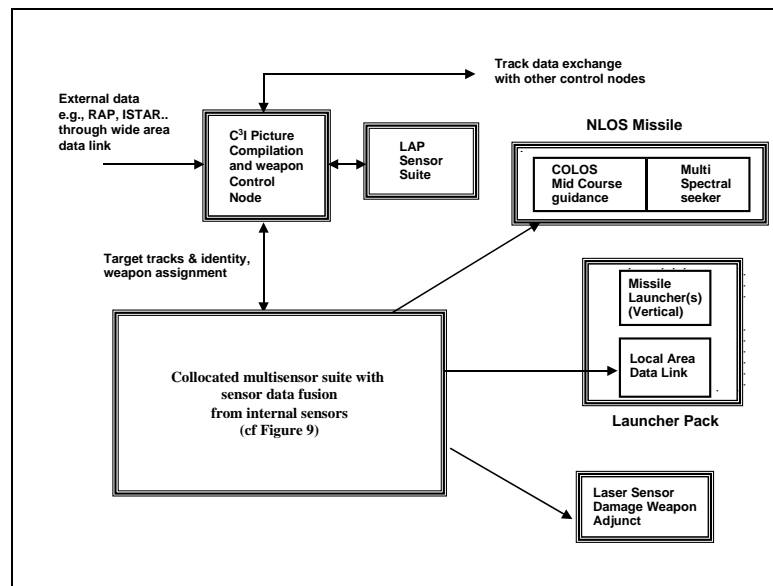 Track data exchange
with other control nodes
External data
e.g., RAP, ISTAR..
through wide area
data link
C³I Picture
Compilation
and weapon
Control
Node
LAP
Sensor
Suite
NLOS Missile
COLOS
Mid Course
guidance
Multi
Spectral
seeker
Target tracks & identity,
weapon assignment
Missile
Launcher(s)
(Vertical)
Local Area
Data Link
Launcher Pack
Collocated multisensor suite with
sensor data fusion
from internal sensors
(cf Figure 9)
Laser Sensor
Damage Weapon
Adjunct